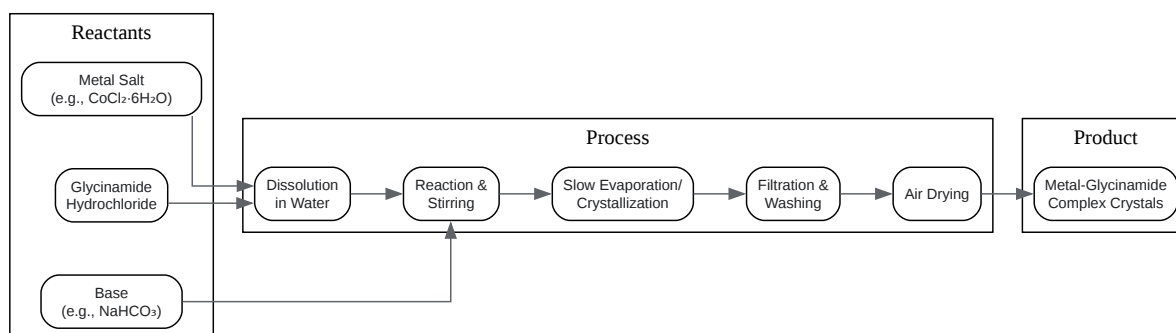 Reactants
Metal Salt
(e.g., CoCl₂·6H₂O)
Glycinamide
Hydrochloride
Base
(e.g., NaHCO₃)
Process
Dissolution
in Water
Reaction &
Stirring
Slow Evaporation/
Crystallization
Filtration &
Washing
Air Drying
Product
Metal-Glycinamide
Complex Crystals